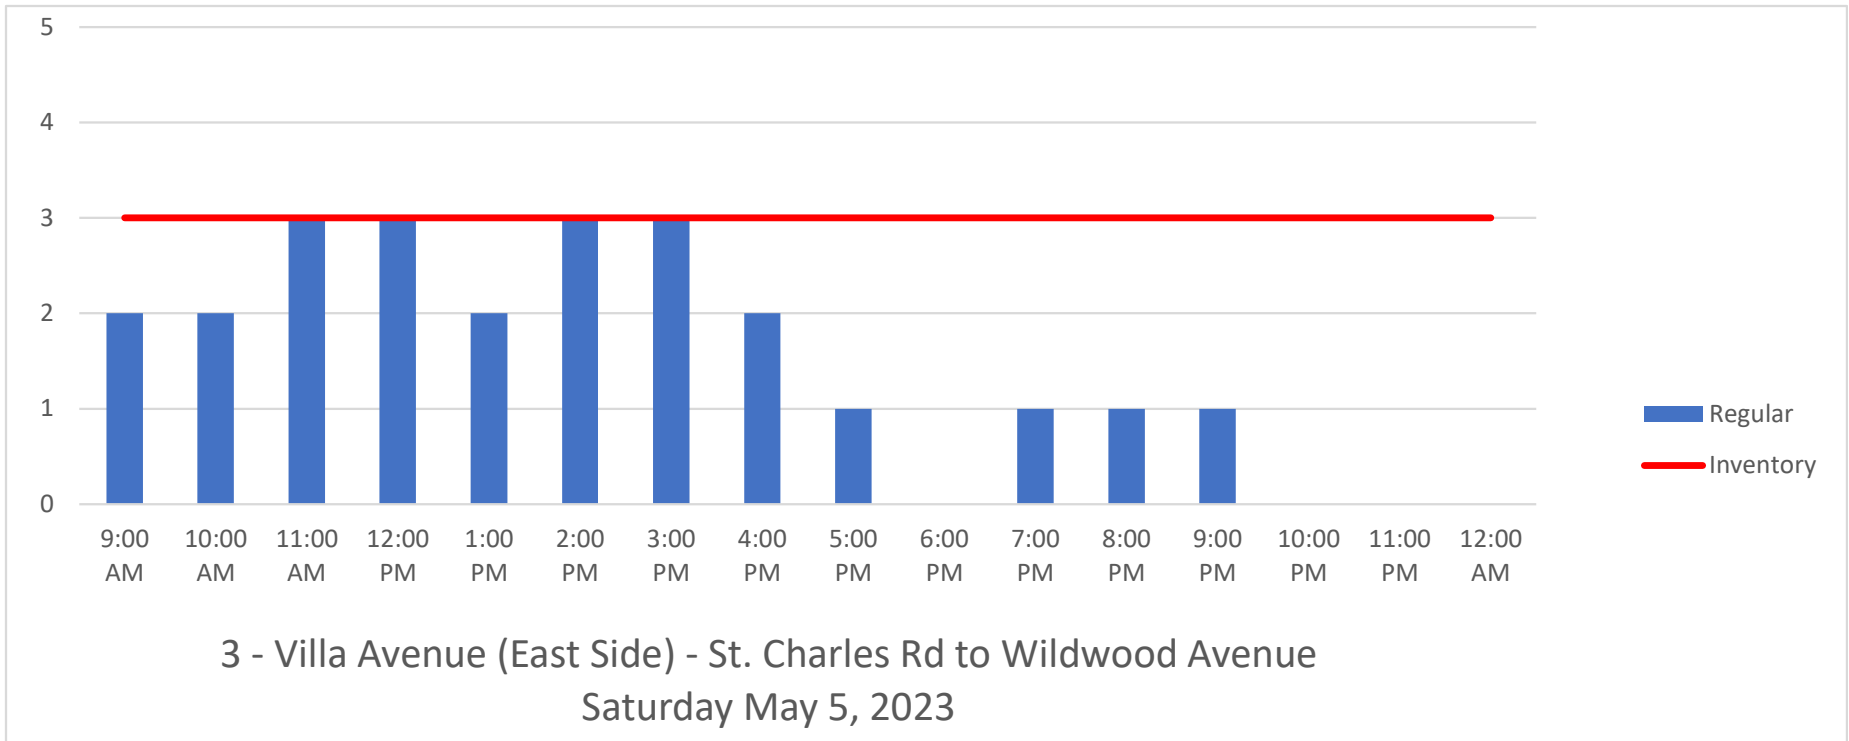 5
4
3
2
1
0
9:00 10:00 11:00 12:00 1:00 2:00 3:00 4:00 5:00 6:00 7:00 8:00 9:00 10:00 11:00 12:00
AM AM AM PM PM PM PM PM PM PM PM PM PM PM PM AM
Regular
Inventory
3 - Villa Avenue (East Side) - St. Charles Rd to Wildwood Avenue
Saturday May 5, 2023